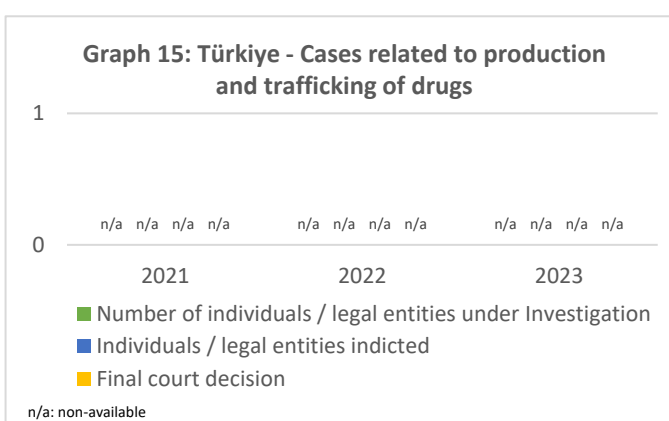 Graph 15: Türkiye - Cases related to production
and trafficking of drugs
1
n/a n/a n/a n/a n/a n/a n/a n/a n/a n/a n/a n/a
0
2021 2022 2023
Number of individuals / legal entities under Investigation
Individuals / legal entities indicted
Final court decision
n/a: non-available